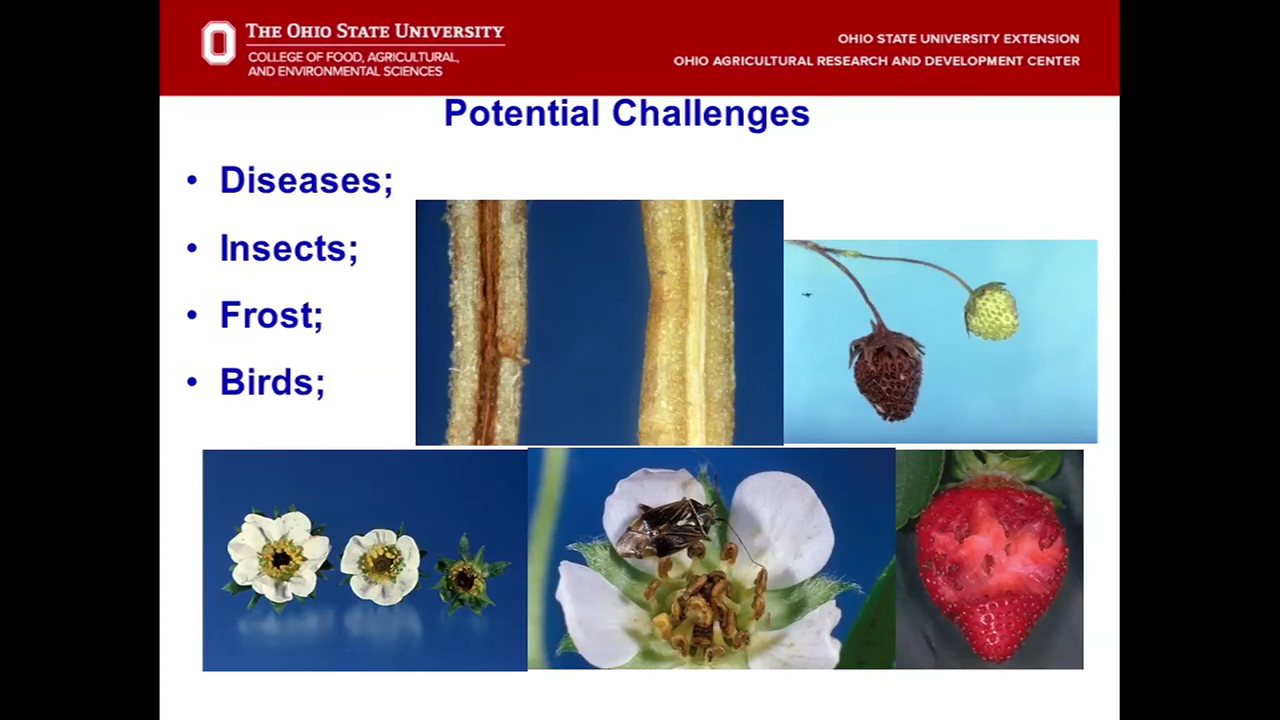 THE OHIO STATE UNIVERSITY
COLLEGE OF FOOD, AGRICULTURAL,
AND ENVIRONMENTAL SCIENCES
OHIO STATE UNIVERSITY EXTENSION
OHIO AGRICULTURAL RESEARCH AND DEVELOPMENT CENTER
Potential Challenges
• Diseases;
• Insects;
• Frost;
• Birds;